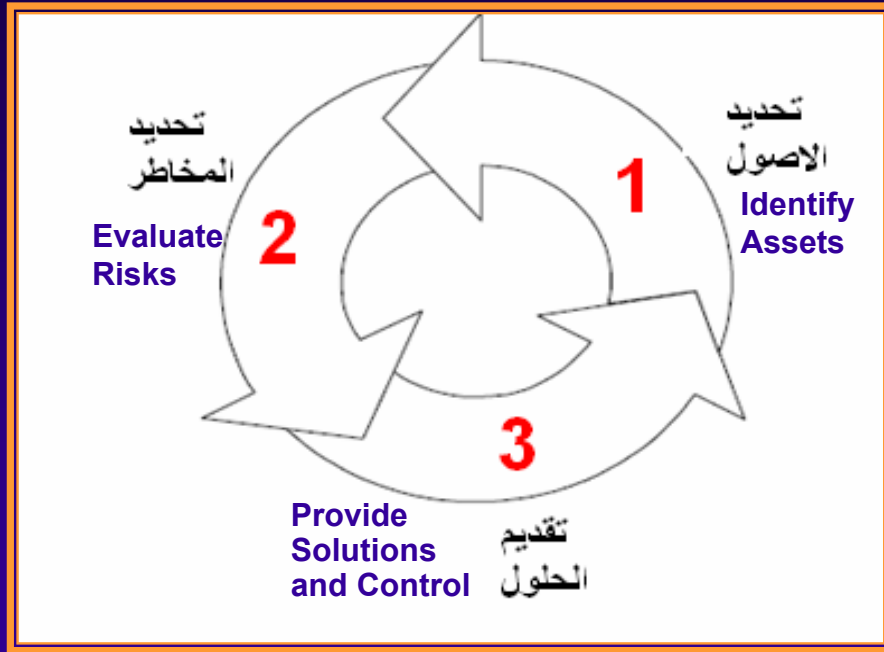 تحديد
الاصول
1
Identify
Assets
تحديد
المخاطر
2
Evaluate
Risks
3
Provide
Solutions
and Control
تقديم
الحلول